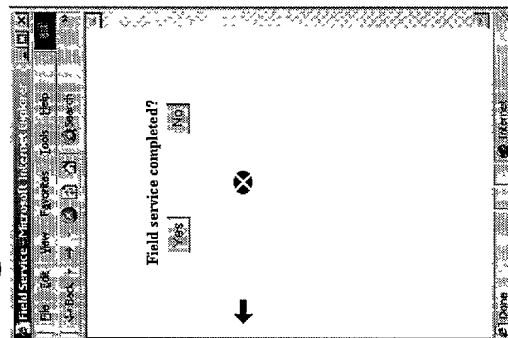 Field Service - Microsoft Internet Explorer
File Edit View Favorites Tools Help
Back Search
Field service completed?
Yes No
Done Internet